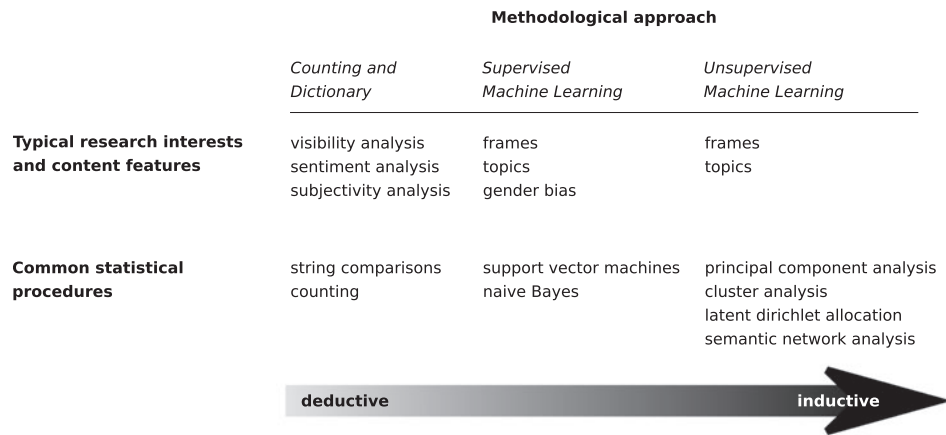 Methodological approach
Counting and Dictionary
Supervised Machine Learning
Unsupervised Machine Learning
Typical research interests and content features
visibility analysis
sentiment analysis
subjectivity analysis
frames
topics
gender bias
frames
topics
Common statistical procedures
string comparisons
counting
support vector machines
naive Bayes
principal component analysis
cluster analysis
latent dirichlet allocation
semantic network analysis
deductive
inductive